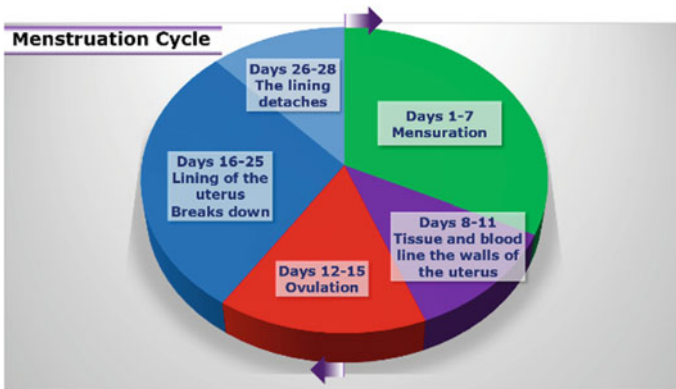 Menstruation Cycle
Days 26-28
The lining
detaches
Days 1-7
Mensuration
Days 16-25
Lining of the
uterus
Breaks down
Days 8-11
Tissue and blood
line the walls of
the uterus
Days 12-15
Ovulation